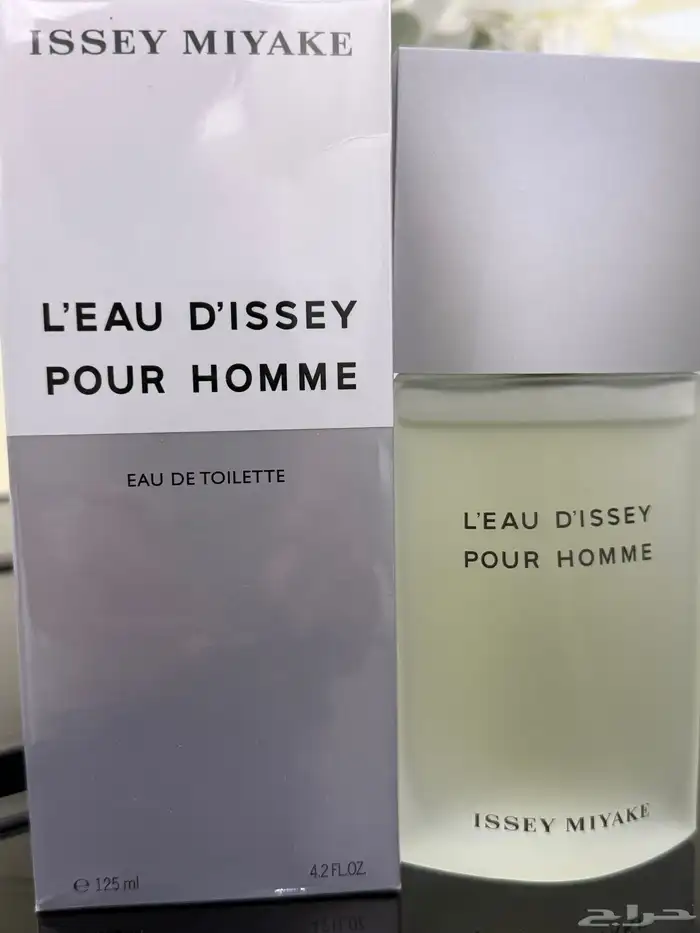 ISSEY MIYAKE
L'EAU D'ISSEY
POUR HOMME
EAU DE TOILETTE
℮ 125 ml
4.2 FL.OZ.
L'EAU D'ISSEY
POUR HOMME
ISSEY MIYAKE
حراج